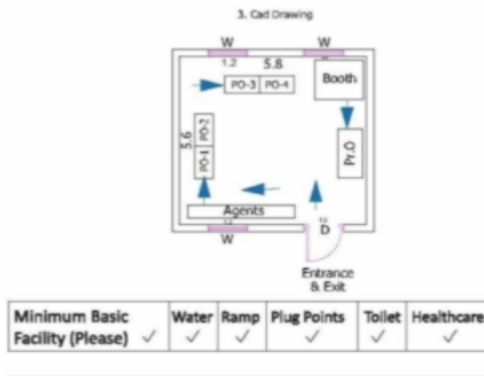 3. Cad Drawing
W
W
1.2
5.8
PO-3
PO-4
Booth
5.6
PO-1
PO-2
Pr.O
Agents
D
W
Entrance
& Exit
Minimum Basic Facility (Please) ✓
Water ✓
Ramp ✓
Plug Points ✓
Toilet ✓
Healthcare ✓